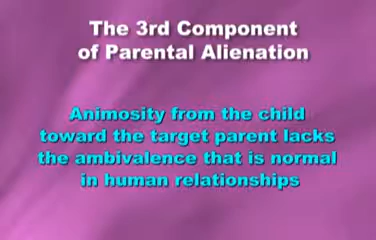 The 3rd Component
of Parental Alienation
Animosity from the child
toward the target parent lacks
the ambivalence that is normal
in human relationships